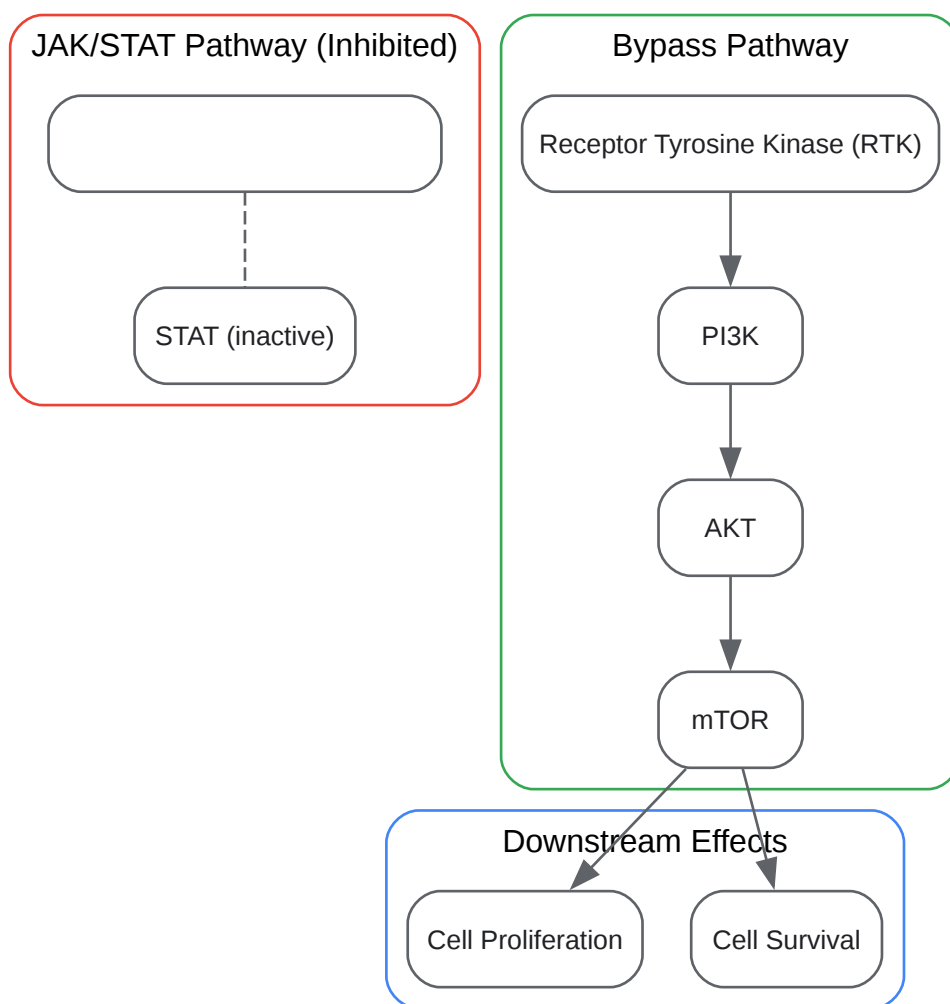 JAK/STAT Pathway (Inhibited)
STAT (inactive)
Bypass Pathway
Receptor Tyrosine Kinase (RTK)
PI3K
AKT
mTOR
Downstream Effects
Cell Proliferation
Cell Survival